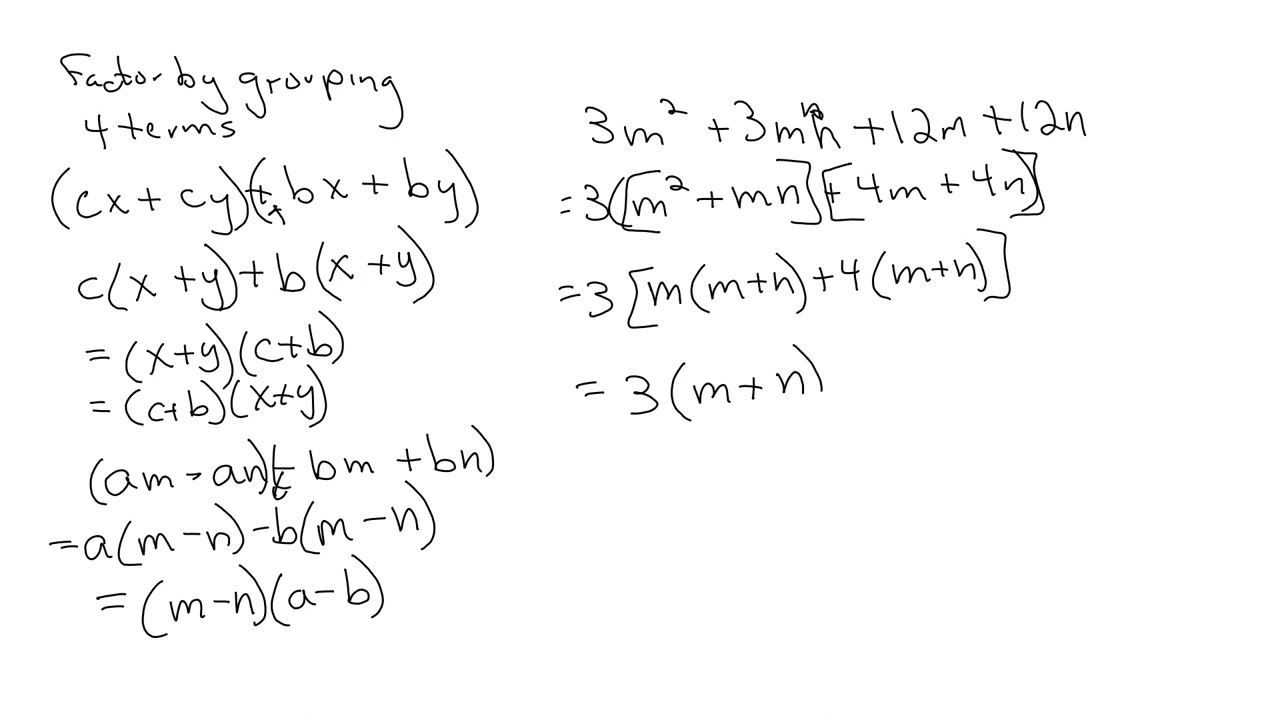 Factor by grouping
4 terms
(cx + cy)(+ bx + by)
c(x + y) + b(x + y)
= (x+y)(c+b)
= (c+b)(x+y)
(am - an)(- bm + bn)
= a(m - n) - b(m - n)
= (m - n)(a - b)
3m² + 3mn + 12m + 12n
= 3([m² + mn][+ 4m + 4n]
= 3[m(m+n) + 4(m+n)]
= 3(m + n)